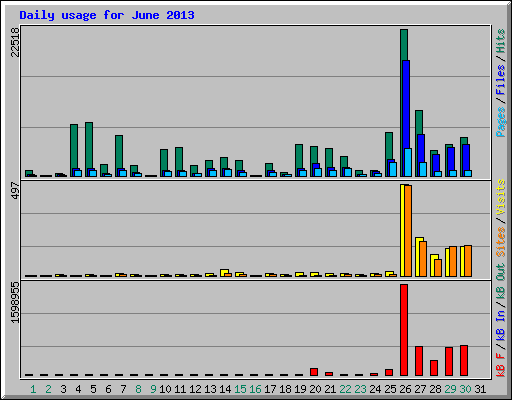 Daily usage for June 2013
22518
Pages / Files / Hits
497
Sites / Visits
1598955
kB F / kB In / kB Out
1 2 3 4 5 6 7 8 9 10 11 12 13 14 15 16 17 18 19 20 21 22 23 24 25 26 27 28 29 30 31